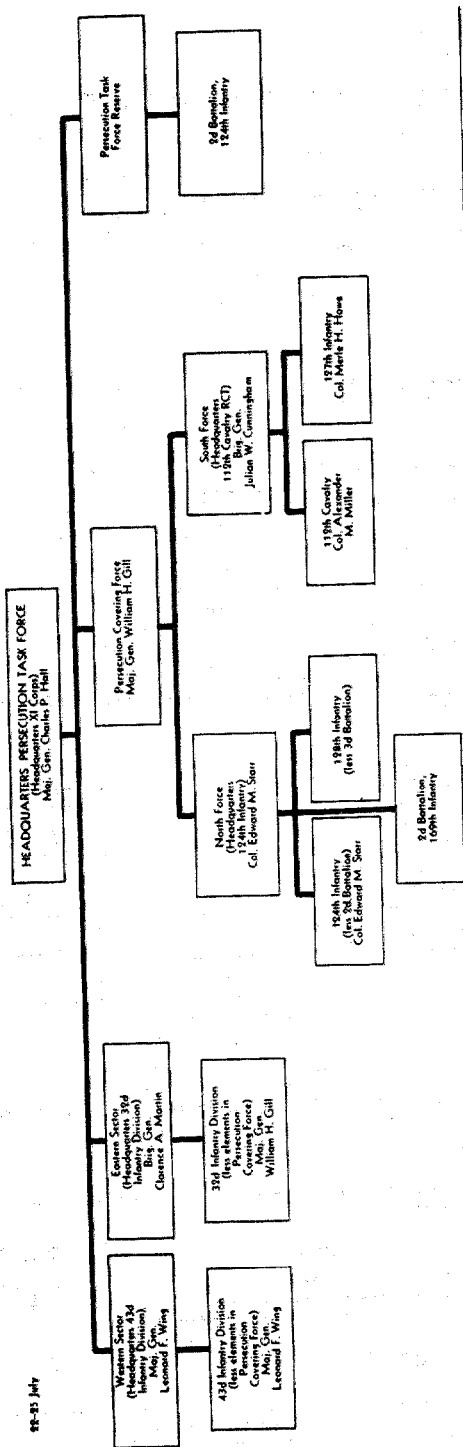 22-25 July
HEADQUARTERS PERSECUTION TASK FORCE
(Headquarters XI Corps)
Maj. Gen. Charles P. Hall
Western Sector
(Headquarters 43d
Infantry Division)
Maj. Gen.
Leonard F. Wing
Eastern Sector
(Headquarters 32d
Infantry Division)
Brig. Gen.
Clarence A. Martin
Persecution Covering Force
Maj. Gen. William H. Gill
Persecution Task
Force Reserve
43d Infantry Division
(less elements in
Persecution
Covering Force)
Maj. Gen.
Leonard F. Wing
32d Infantry Division
(less elements in
Persecution
Covering Force)
Maj. Gen.
William H. Gill
North Force
(Headquarters
124th Infantry)
Col. Edward M. Starr
South Force
(Headquarters
112th Cavalry RCT)
Brig. Gen.
Julian W. Cunningham
2d Battalion,
124th Infantry
124th Infantry
(less 2d Battalion)
Col. Edward M. Starr
128th Infantry
(less 3d Battalion)
112th Cavalry
Col. Alexander
M. Miller
127th Infantry
Col. Merle H. Howe
2d Battalion,
169th Infantry